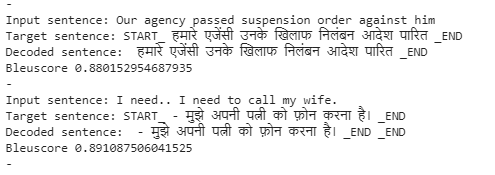 -
Input sentence: Our agency passed suspension order against him
Target sentence: START_ हमारे एजेंसी उनके खिलाफ निलंबन आदेश पारित _END
Decoded sentence:  हमारे एजेंसी उनके खिलाफ निलंबन आदेश पारित _END
Bleuscore 0.880152954687935
-
Input sentence: I need.. I need to call my wife.
Target sentence: START_ - मुझे अपनी पत्नी को फ़ोन करना है। _END
Decoded sentence:  - मुझे अपनी पत्नी को फ़ोन करना है। _END _END
Bleuscore 0.891087506041525
-